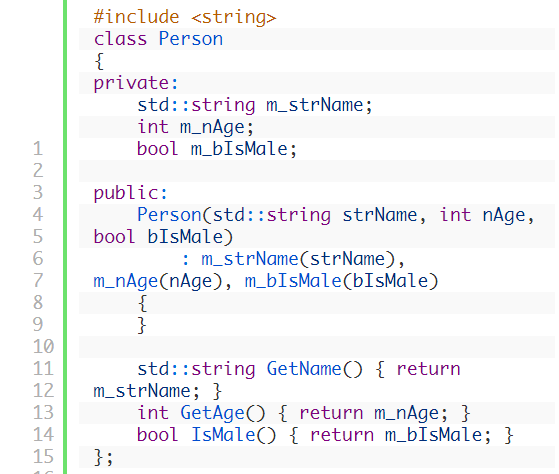 #include <string>
class Person
{
private:
    std::string m_strName;
    int m_nAge;
1     bool m_bIsMale;
2
3 public:
4     Person(std::string strName, int nAge,
5 bool bIsMale)
6         : m_strName(strName),
7 m_nAge(nAge), m_bIsMale(bIsMale)
8     {
9     }
10
11     std::string GetName() { return
12 m_strName; }
13     int GetAge() { return m_nAge; }
14     bool IsMale() { return m_bIsMale; }
15 };